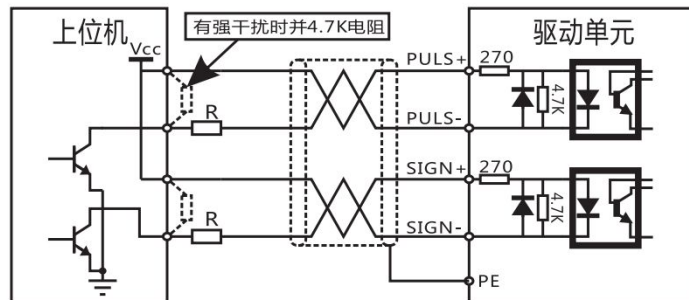 上位机
有强干扰时并4.7K电阻
驱动单元
Vcc
PULS+
270
4.7K
R
PULS-
SIGN+
270
4.7K
R
SIGN-
PE